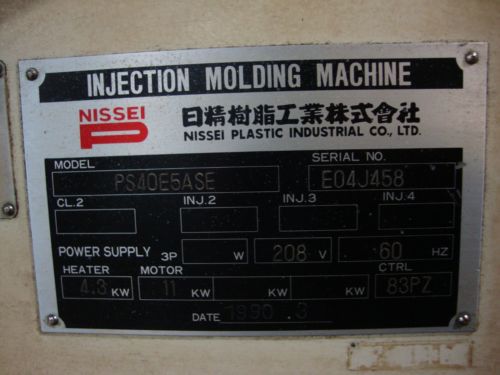 INJECTION MOLDING MACHINE
NISSEI
P
日精樹脂工業株式會社
NISSEI PLASTIC INDUSTRIAL CO., LTD.
MODEL SERIAL NO.
PS40E5ASE E04J458
CL.2 INJ.2 INJ.3 INJ.4
POWER SUPPLY 3P W 208 V 60 HZ
HEATER MOTOR CTRL
4.3 KW 11 KW KW KW 83PZ
DATE 1990 .3